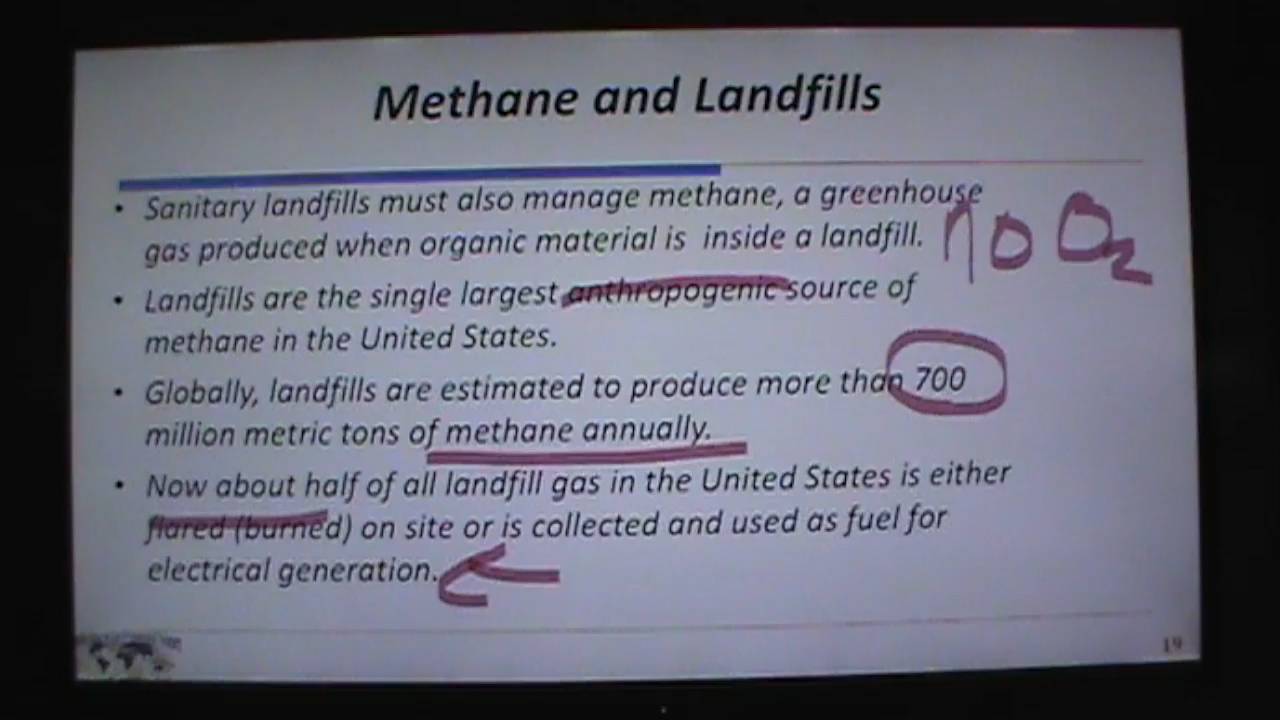 Methane and Landfills
• Sanitary landfills must also manage methane, a greenhouse
gas produced when organic material is inside a landfill.
no O2
• Landfills are the single largest anthropogenic source of
methane in the United States.
• Globally, landfills are estimated to produce more than 700
million metric tons of methane annually.
• Now about half of all landfill gas in the United States is either
flared (burned) on site or is collected and used as fuel for
electrical generation.
19